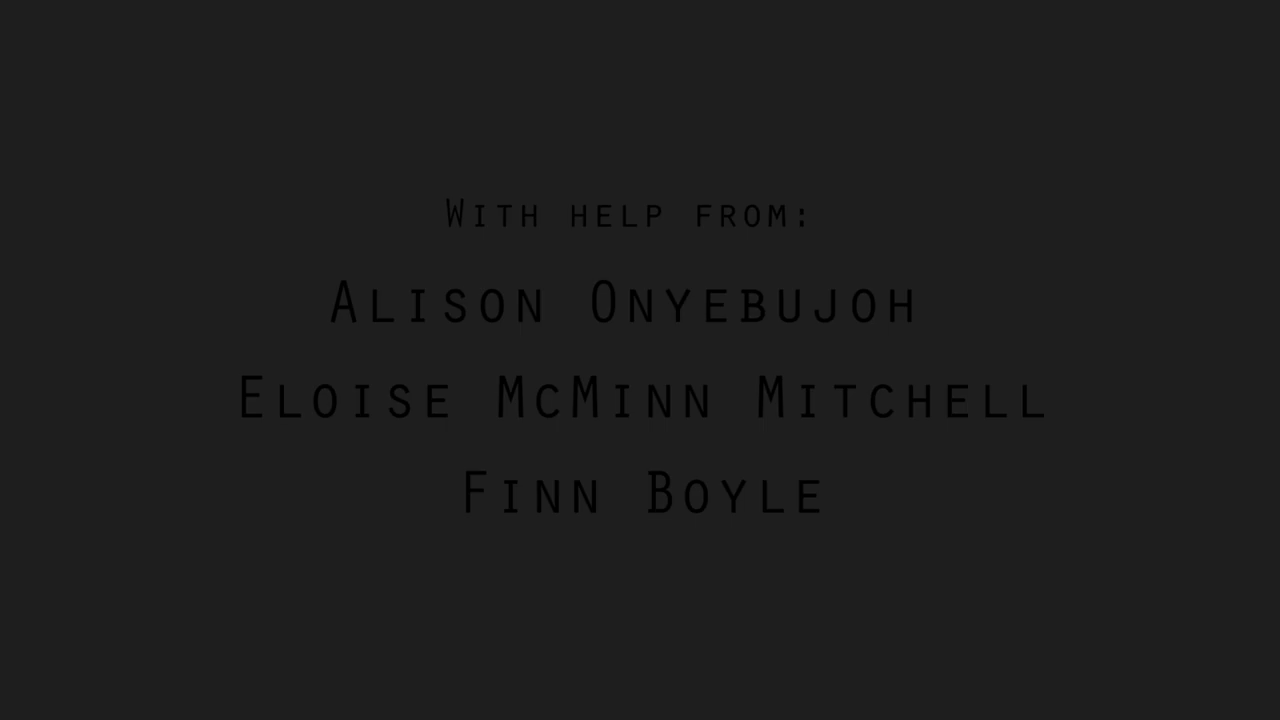 With help from:
Alison Onyebujoh
Eloise McMinn Mitchell
Finn Boyle